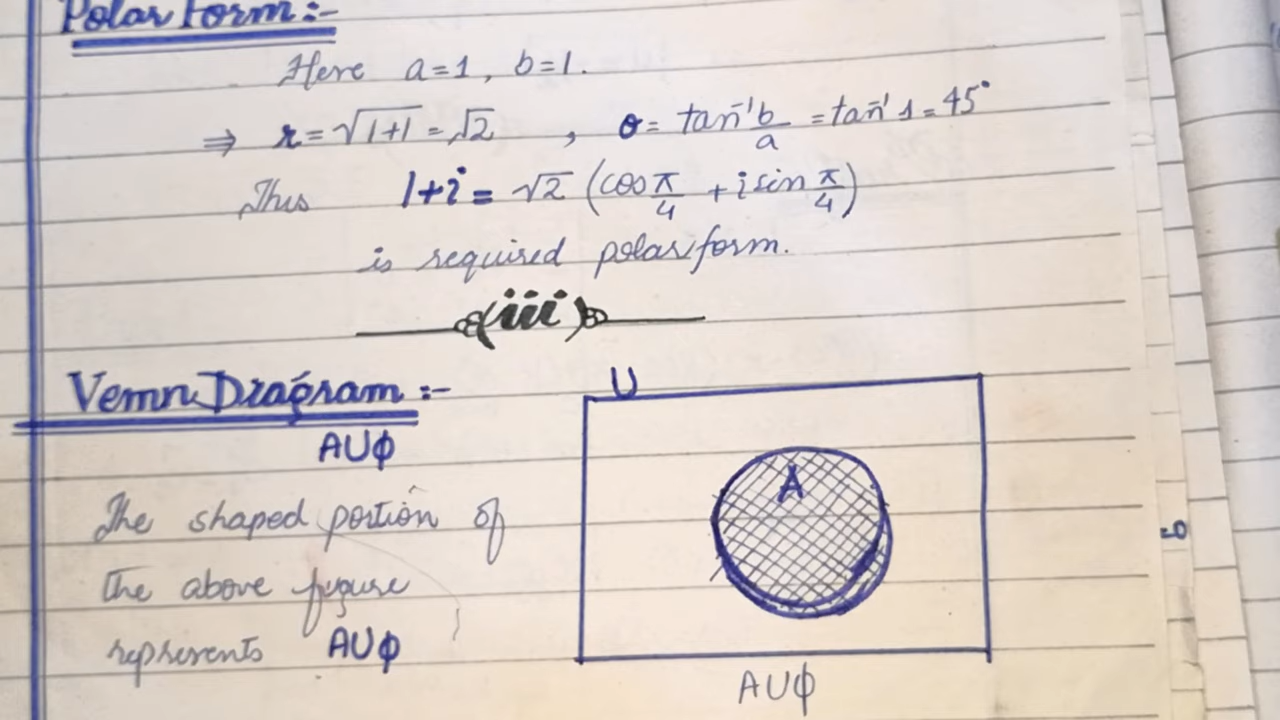 Polar Form:-
Here a=1, b=1.
⇒ r=√1+1=√2 , θ= tan⁻¹ b/a =tan⁻¹ 1= 45°
Thus 1+i= √2 (cos π/4 + i sin π/4)
is required polar form.
(iii)
Vemn Diagram:-
AUϕ
The shaped portion of
the above figure
represents AUϕ
U
A
AUϕ